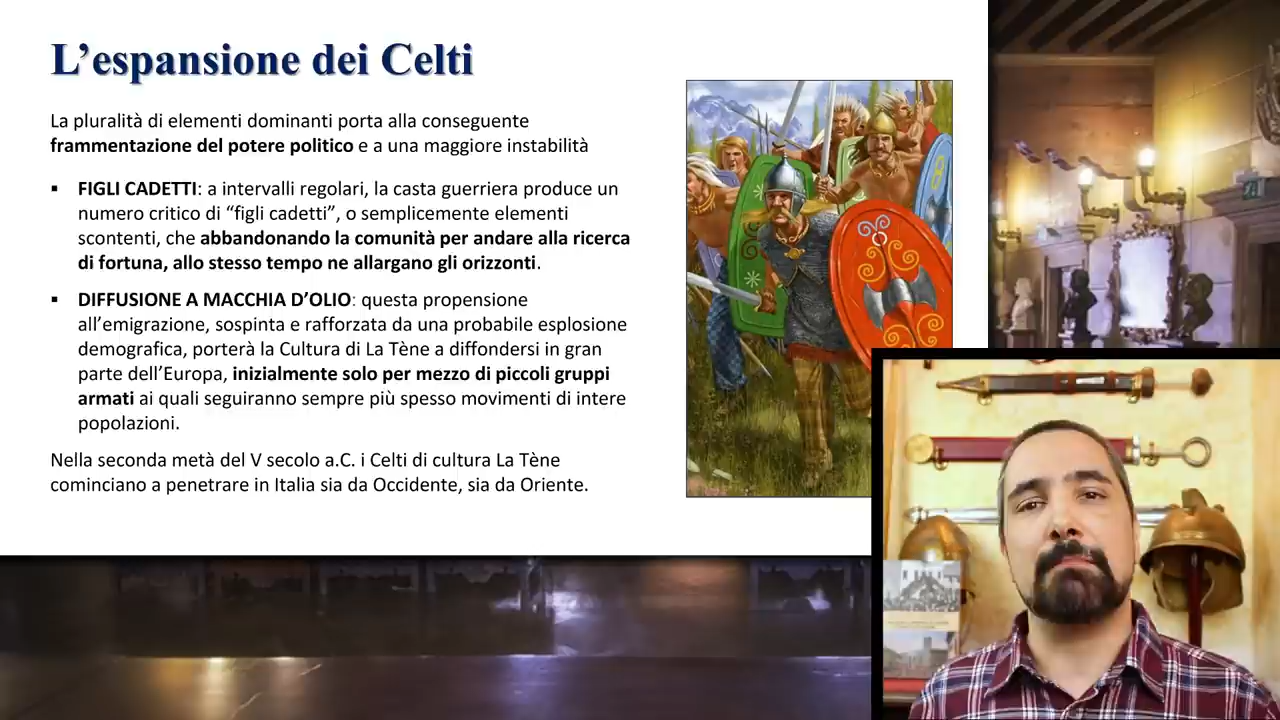 L’espansione dei Celti
La pluralità di elementi dominanti porta alla conseguente
frammentazione del potere politico e a una maggiore instabilità
▪ FIGLI CADETTI: a intervalli regolari, la casta guerriera produce un
numero critico di “figli cadetti”, o semplicemente elementi
scontenti, che abbandonando la comunità per andare alla ricerca
di fortuna, allo stesso tempo ne allargano gli orizzonti.
▪ DIFFUSIONE A MACCHIA D’OLIO: questa propensione
all’emigrazione, sospinta e rafforzata da una probabile esplosione
demografica, porterà la Cultura di La Tène a diffondersi in gran
parte dell’Europa, inizialmente solo per mezzo di piccoli gruppi
armati ai quali seguiranno sempre più spesso movimenti di intere
popolazioni.
Nella seconda metà del V secolo a.C. i Celti di cultura La Tène
cominciano a penetrare in Italia sia da Occidente, sia da Oriente.